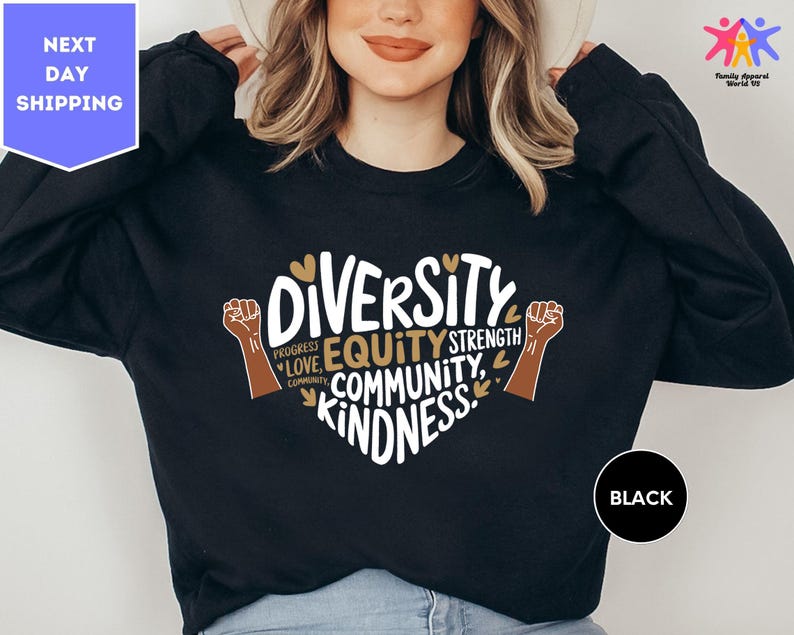 NEXT
DAY
SHIPPING
Family Apparel
World US
DIVERSITY
PROGRESS
LOVE, EQUITY STRENGTH
COMMUNITY, COMMUNITY,
KINDNESS.
BLACK